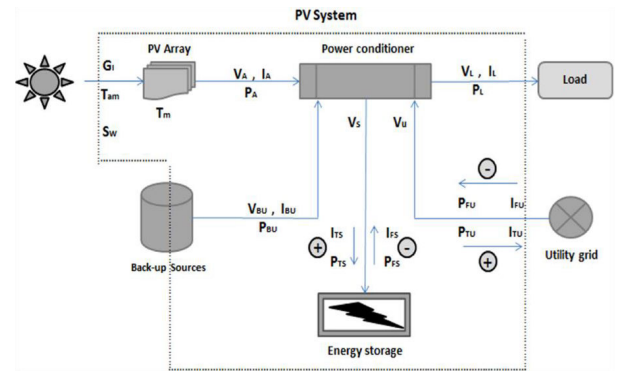 PV System
PV Array
Power conditioner
GI
Tam
SW
Tm
VA , IA
PA
VL , IL
PL
Load
VS
VU
VBU , IBU
PBU
Back-up Sources
ITS
PTS
+
IFS
PFS
-
-
PFU IFU
PTU ITU
+
Utility grid
Energy storage